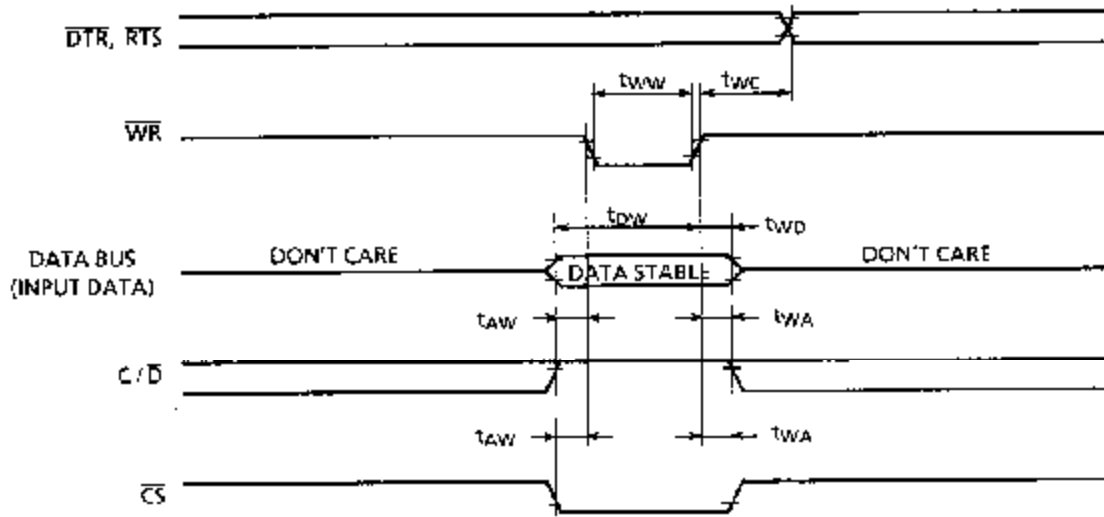 DTR, RTS
tWW
tWC
WR
tDW
tWD
DATA BUS
(INPUT DATA)
DON'T CARE
DATA STABLE
DON'T CARE
tAW
tWA
C/D
tAW
tWA
CS